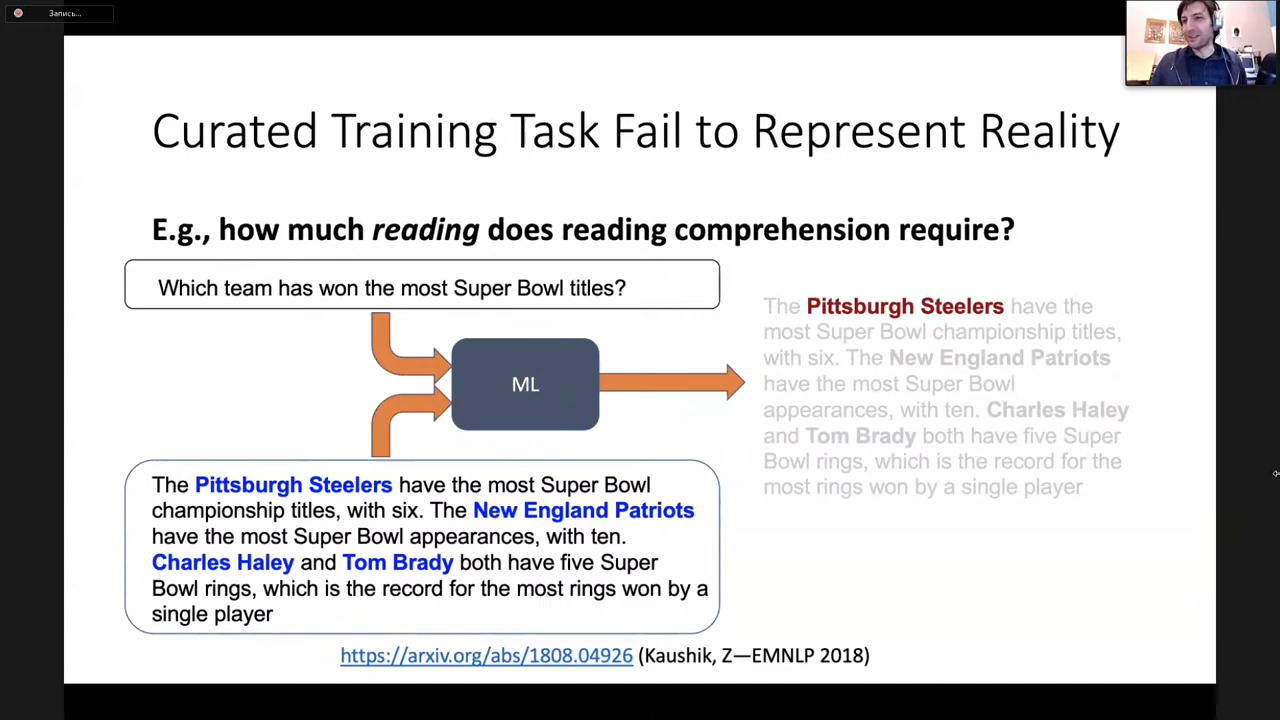 Запись...
Curated Training Task Fail to Represent Reality
E.g., how much reading does reading comprehension require?
Which team has won the most Super Bowl titles?
ML
The Pittsburgh Steelers have the most Super Bowl
championship titles, with six. The New England Patriots
have the most Super Bowl appearances, with ten.
Charles Haley and Tom Brady both have five Super
Bowl rings, which is the record for the most rings won by a
single player
The Pittsburgh Steelers have the
most Super Bowl championship titles,
with six. The New England Patriots
have the most Super Bowl
appearances, with ten. Charles Haley
and Tom Brady both have five Super
Bowl rings, which is the record for the
most rings won by a single player
https://arxiv.org/abs/1808.04926 (Kaushik, Z—EMNLP 2018)